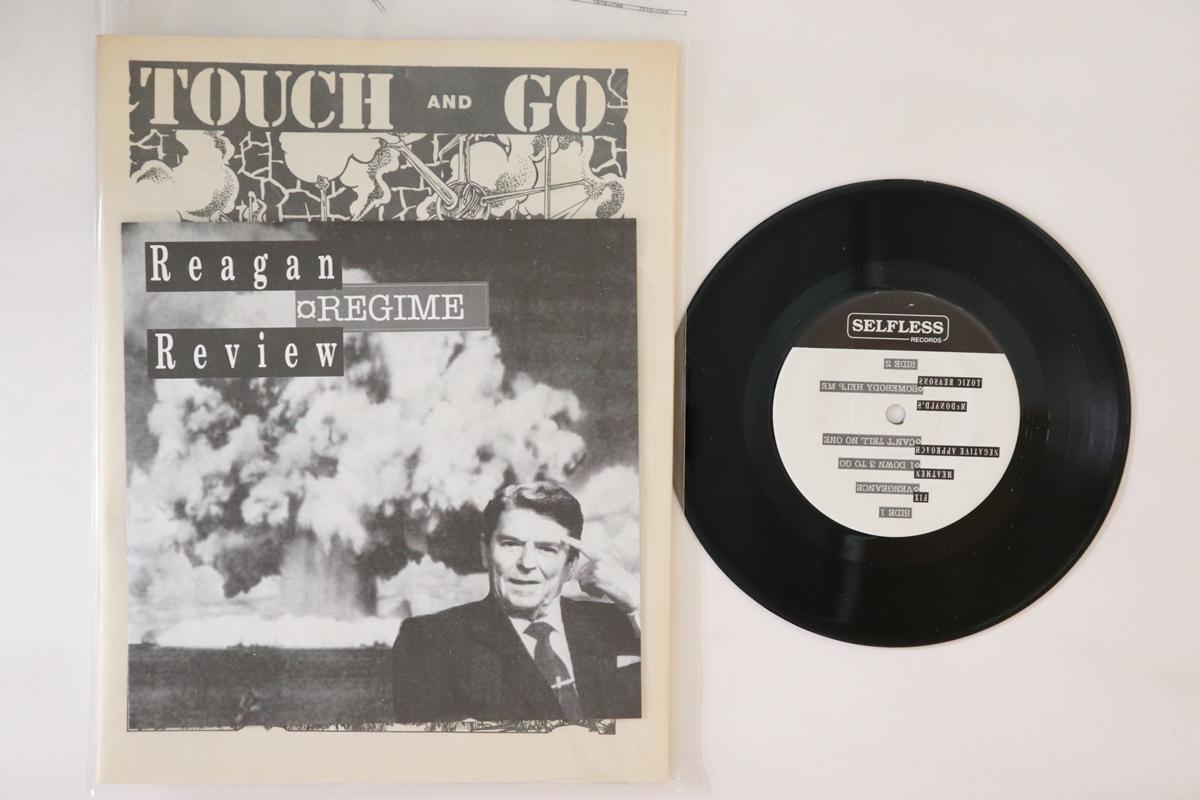 TOUCH AND GO
Reagan
¤REGIME
Review
SELFLESS
RECORDS
SIDE 2
TOXIC REASONS
¤SOMEBODY HELP ME
McDONALD'S
¤CAN'T TELL NO ONE
NEGATIVE APPROACH
¤1 DOWN 3 TO GO
MEATMEN
¤VENGEANCE
FIX
SIDE 1